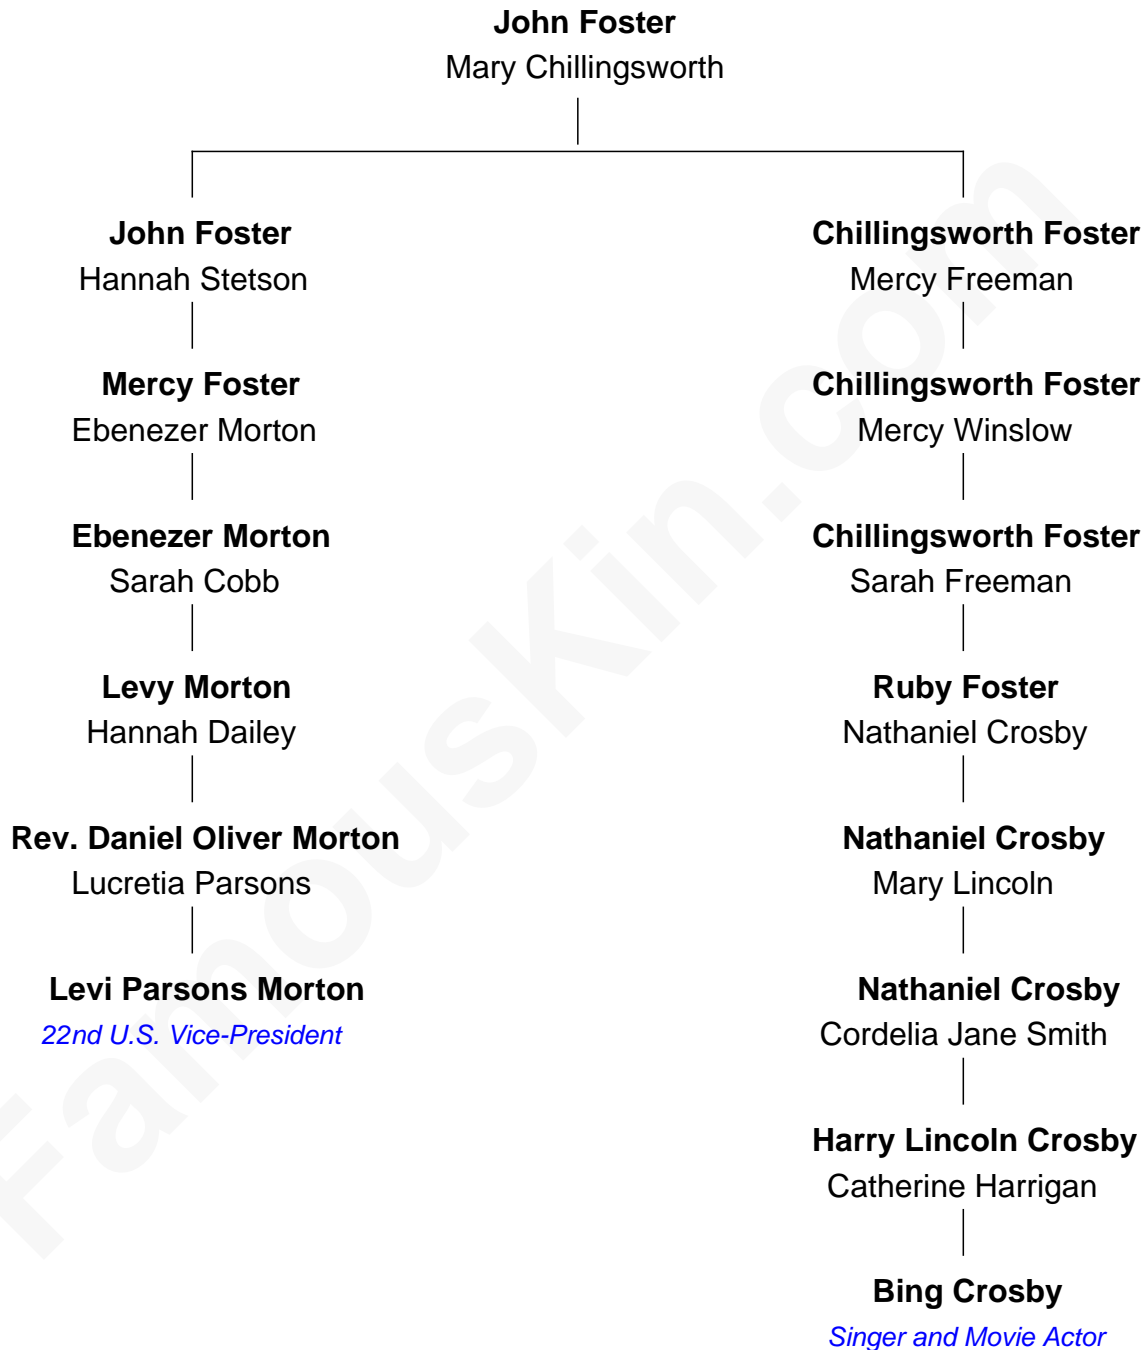 John Foster
Mary Chillingsworth
John Foster
Hannah Stetson
Chillingsworth Foster
Mercy Freeman
Mercy Foster
Ebenezer Morton
Chillingsworth Foster
Mercy Winslow
Ebenezer Morton
Sarah Cobb
Chillingsworth Foster
Sarah Freeman
Levy Morton
Hannah Dailey
Ruby Foster
Nathaniel Crosby
Rev. Daniel Oliver Morton
Lucretia Parsons
Nathaniel Crosby
Mary Lincoln
Levi Parsons Morton
22nd U.S. Vice-President
Nathaniel Crosby
Cordelia Jane Smith
Harry Lincoln Crosby
Catherine Harrigan
Bing Crosby
Singer and Movie Actor
FamousKin.com